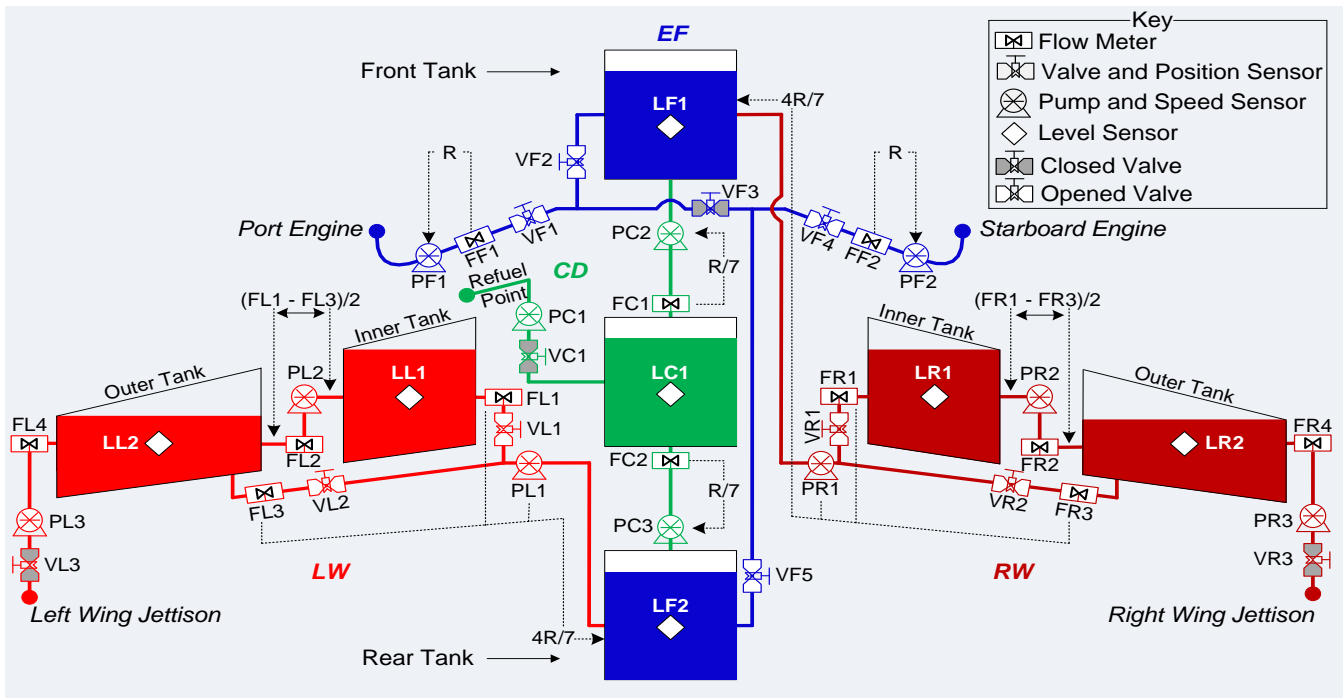 EF
Front Tank
LF1
4R/7
Key
Flow Meter
Valve and Position Sensor
Pump and Speed Sensor
Level Sensor
Closed Valve
Opened Valve
R
VF2
VF3
R
Port Engine
Starboard Engine
VF1
FF1
PF1
PC2
VF4
FF2
PF2
CD
Refuel
Point
R/7
FC1
(FL1 - FL3)/2
(FR1 - FR3)/2
PC1
VC1
Inner Tank
Inner Tank
Outer Tank
Outer Tank
PL2
LL1
FL1
VL1
LC1
FR1
VR1
LR1
PR2
FL4
LL2
FL2
FR2
LR2
FR4
FC2
PL1
PR1
FL3
VL2
R/7
VR2
FR3
PL3
PC3
PR3
VL3
VR3
LW
RW
VF5
Left Wing Jettison
Right Wing Jettison
LF2
4R/7
Rear Tank